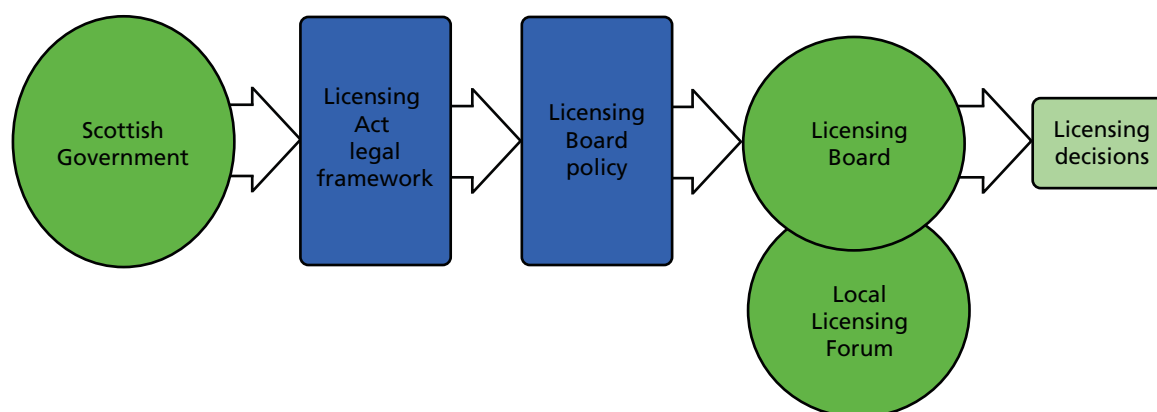 Scottish
Government
Licensing
Act
legal
framework
Licensing
Board
policy
Licensing
Board
Licensing
decisions
Local
Licensing
Forum